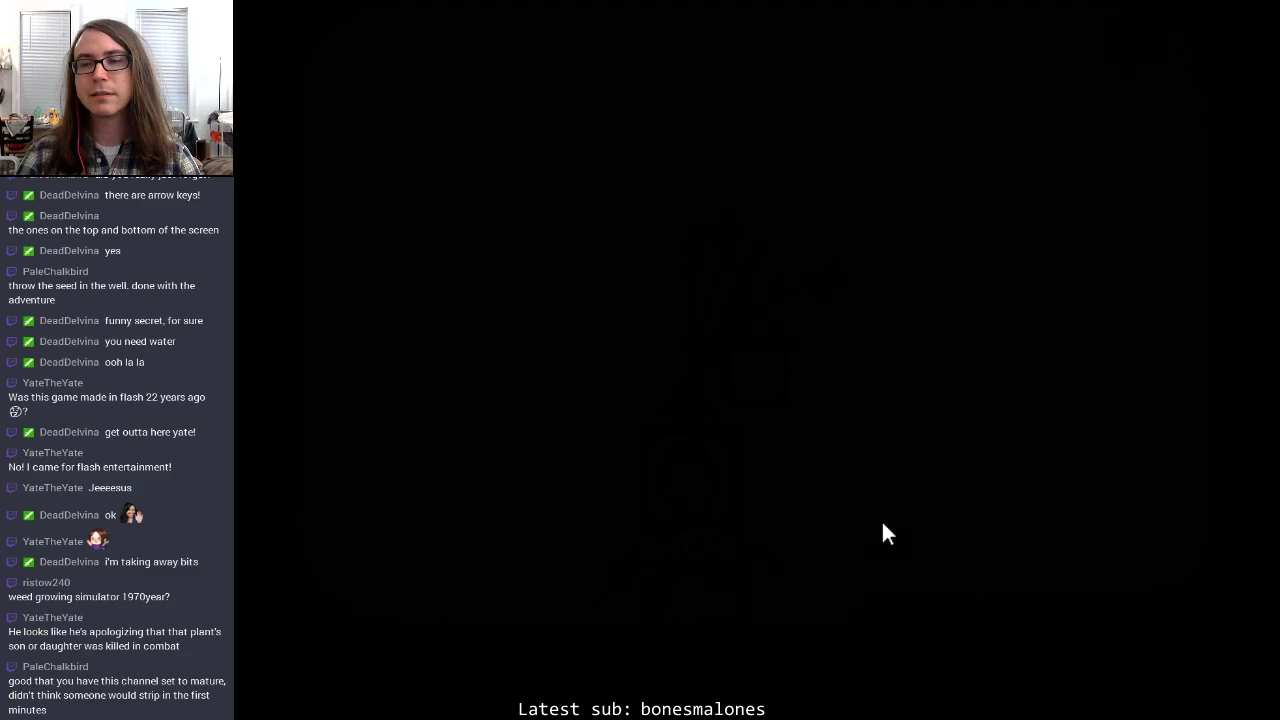 DeadDelvina there are arrow keys!
DeadDelvina
the ones on the top and bottom of the screen
DeadDelvina yes
PaleChalkbird
throw the seed in the well. done with the
adventure
DeadDelvina funny secret, for sure
DeadDelvina you need water
DeadDelvina ooh la la
YateTheYate
Was this game made in flash 22 years ago
?
DeadDelvina get outta here yate!
YateTheYate
No! I came for flash entertainment!
YateTheYate Jeeeesus
DeadDelvina ok
YateTheYate
DeadDelvina i'm taking away bits
ristow240
weed growing simulator 1970year?
YateTheYate
He looks like he's apologizing that that plant's
son or daughter was killed in combat
PaleChalkbird
good that you have this channel set to mature,
didn't think someone would strip in the first
minutes
Latest sub: bonesmalones